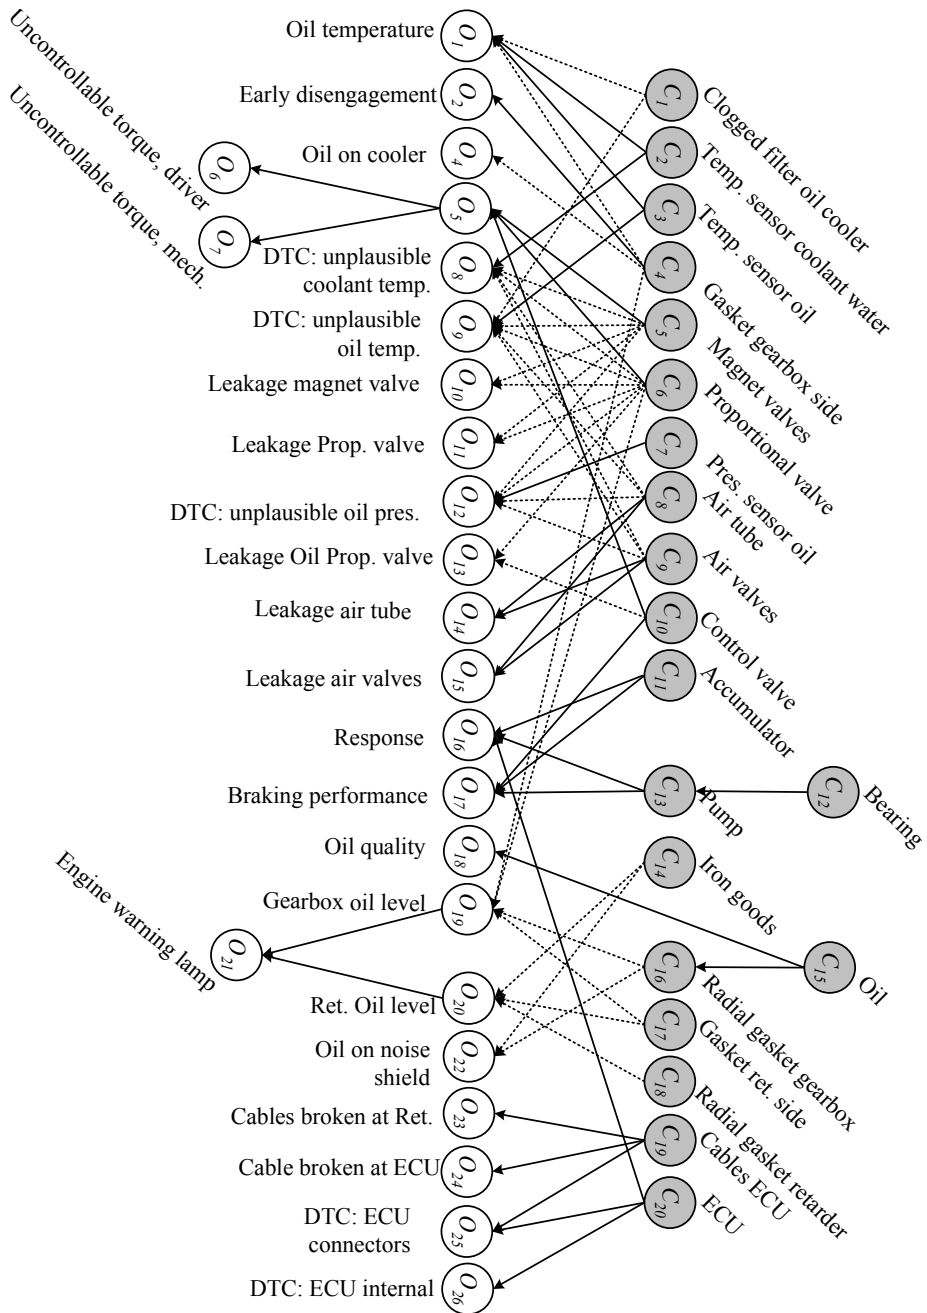 Oil temperature
O1
Early disengagement
O2
Oil on cooler
O4
O5
Uncontrollable torque, driver
O6
Uncontrollable torque, mech.
O7
DTC: unplausible
coolant temp.
O8
DTC: unplausible
oil temp.
O9
Leakage magnet valve
O10
Leakage Prop. valve
O11
DTC: unplausible oil pres.
O12
Leakage Oil Prop. valve
O13
Leakage air tube
O14
Leakage air valves
O15
Response
O16
Braking performance
O17
Oil quality
O18
Gearbox oil level
O19
Engine warning lamp
O21
Ret. Oil level
O20
Oil on noise
shield
O22
Cables broken at Ret.
O23
Cable broken at ECU
O24
DTC: ECU
connectors
O25
DTC: ECU internal
O26
C1
Clogged filter oil cooler
C2
Temp. sensor coolant water
C3
Temp. sensor oil
C4
Gasket gearbox side
C5
Magnet valves
C6
Proportional valve
C7
Pres. sensor oil
C8
Air tube
C9
Air valves
C10
Control valve
C11
Accumulator
C13
Pump
C12
Bearing
C14
Iron goods
C16
Radial gasket gearbox
C15
Oil
C17
Gasket ret. side
C18
Radial gasket retarder
C19
Cables ECU
C20
ECU